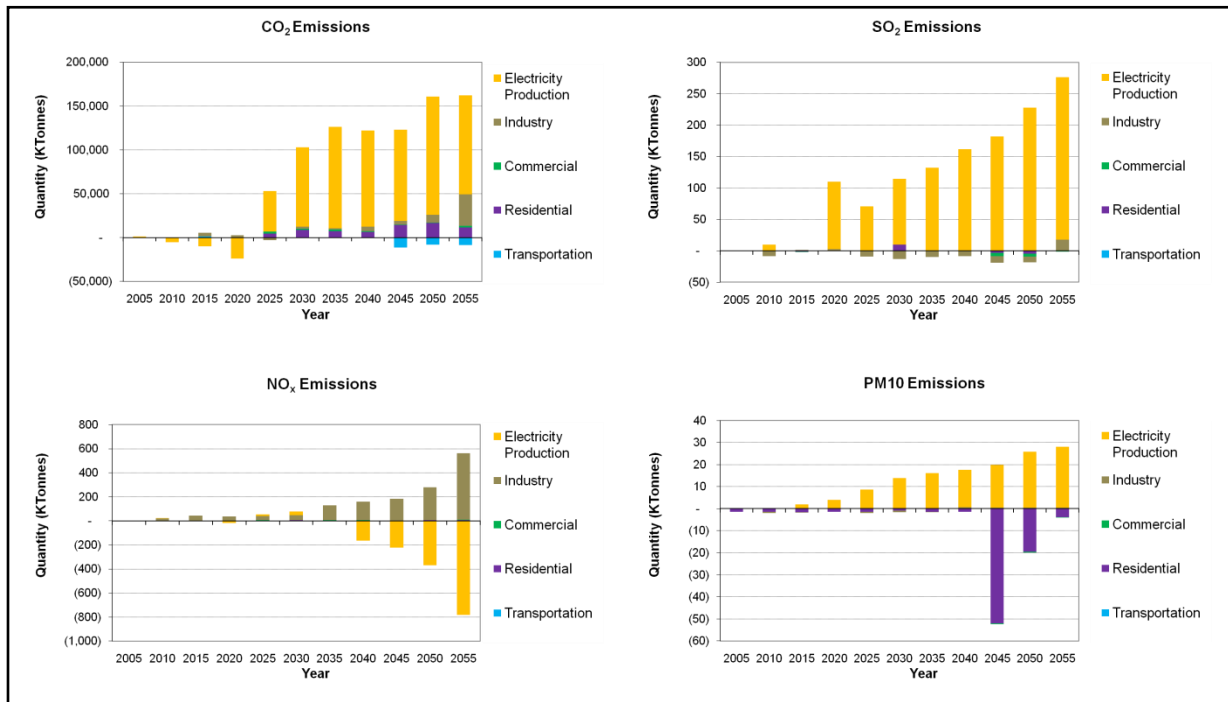 CO₂ Emissions
Quantity (KTonnes)
200,000
150,000
100,000
50,000
-
(50,000)
2005 2010 2015 2020 2025 2030 2035 2040 2045 2050 2055
Year
Electricity
Production
Industry
Commercial
Residential
Transportation
SO₂ Emissions
Quantity (KTonnes)
300
250
200
150
100
50
-
(50)
2005 2010 2015 2020 2025 2030 2035 2040 2045 2050 2055
Year
Electricity
Production
Industry
Commercial
Residential
Transportation
NOₓ Emissions
Quantity (KTonnes)
800
600
400
200
-
(200)
(400)
(600)
(800)
(1,000)
2005 2010 2015 2020 2025 2030 2035 2040 2045 2050 2055
Year
Electricity
Production
Industry
Commercial
Residential
Transportation
PM10 Emissions
Quantity (KTonnes)
40
30
20
10
-
(10)
(20)
(30)
(40)
(50)
(60)
2005 2010 2015 2020 2025 2030 2035 2040 2045 2050 2055
Year
Electricity
Production
Industry
Commercial
Residential
Transportation